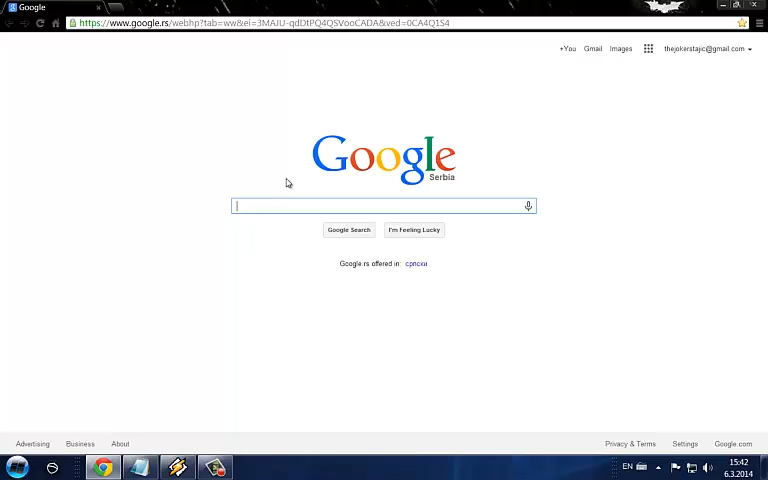 Google
https://www.google.rs/webhp?tab=ww&ei=3MAJU-qdDtPQ4QSVooCADA&ved=0CA4Q1S4
+You Gmail Images thejokerstajic@gmail.com
Google
Serbia
Google Search I'm Feeling Lucky
Google.rs offered in: српски
Advertising Business About Privacy & Terms Settings Google.com
EN 15:42
6.3.2014